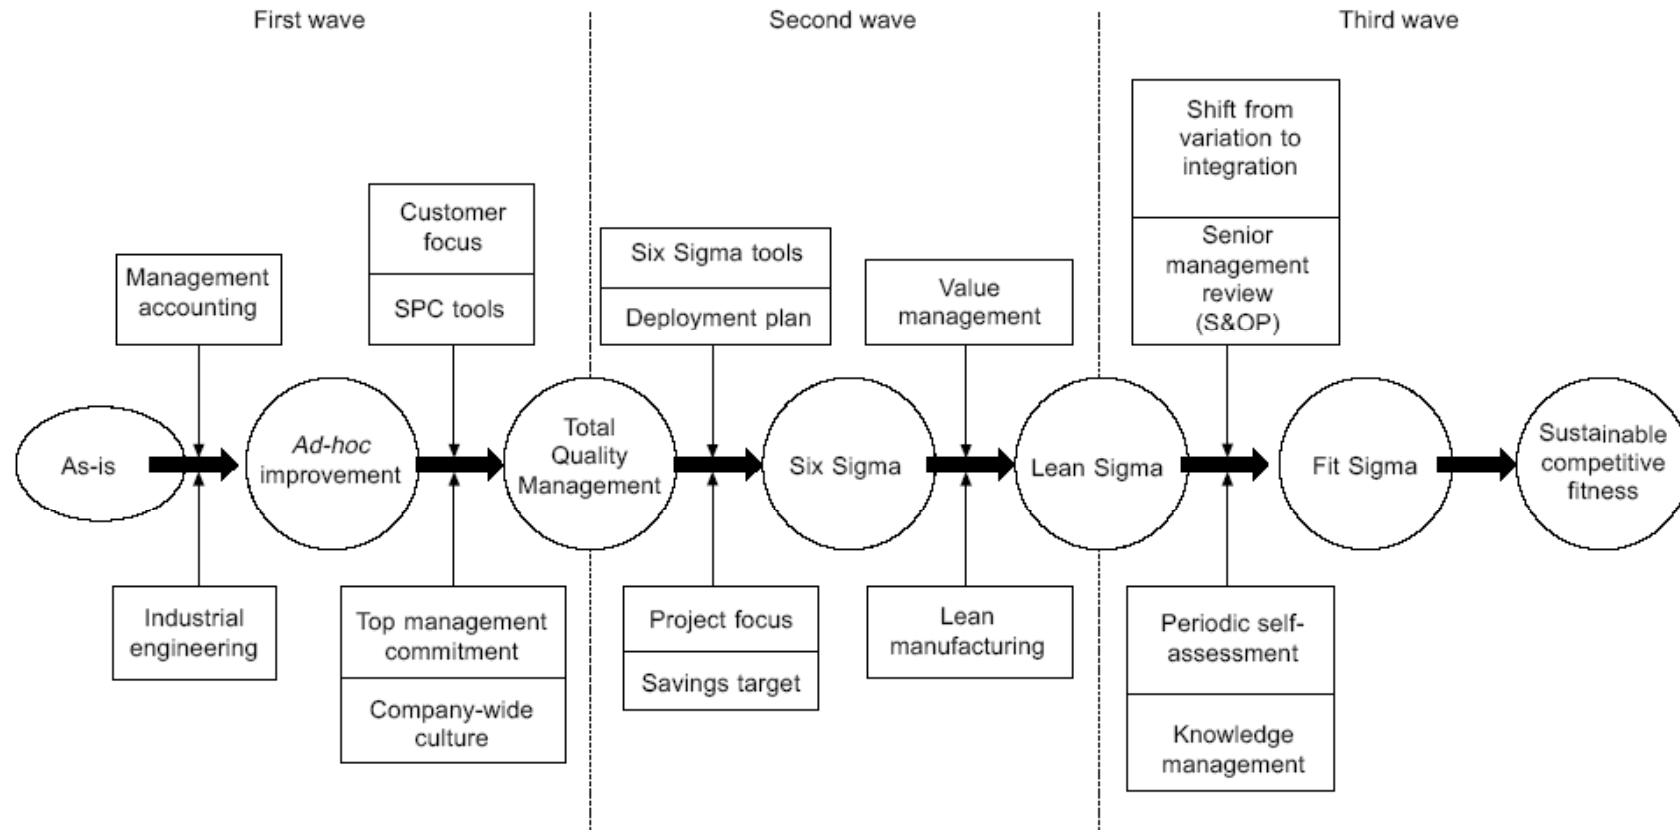 First wave
Second wave
Third wave
Shift from
variation to
integration
Senior
management
review
(S&OP)
Customer
focus
SPC tools
Six Sigma tools
Deployment plan
Management
accounting
Value
management
As-is
Ad-hoc
improvement
Total
Quality
Management
Six Sigma
Lean Sigma
Fit Sigma
Sustainable
competitive
fitness
Industrial
engineering
Top management
commitment
Company-wide
culture
Project focus
Savings target
Lean
manufacturing
Periodic self-
assessment
Knowledge
management